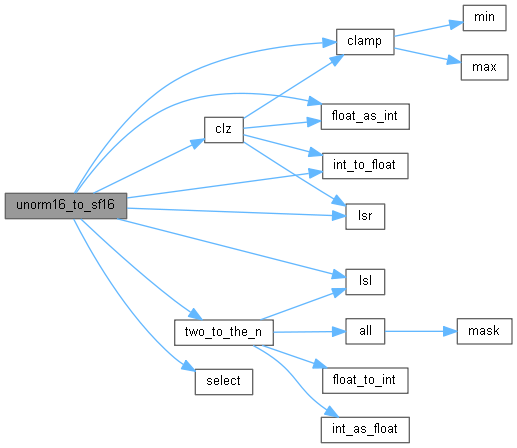 min
clamp
max
float_as_int
clz
int_to_float
unorm16_to_sf16
lsr
lsl
two_to_the_n
all
mask
select
float_to_int
int_as_float